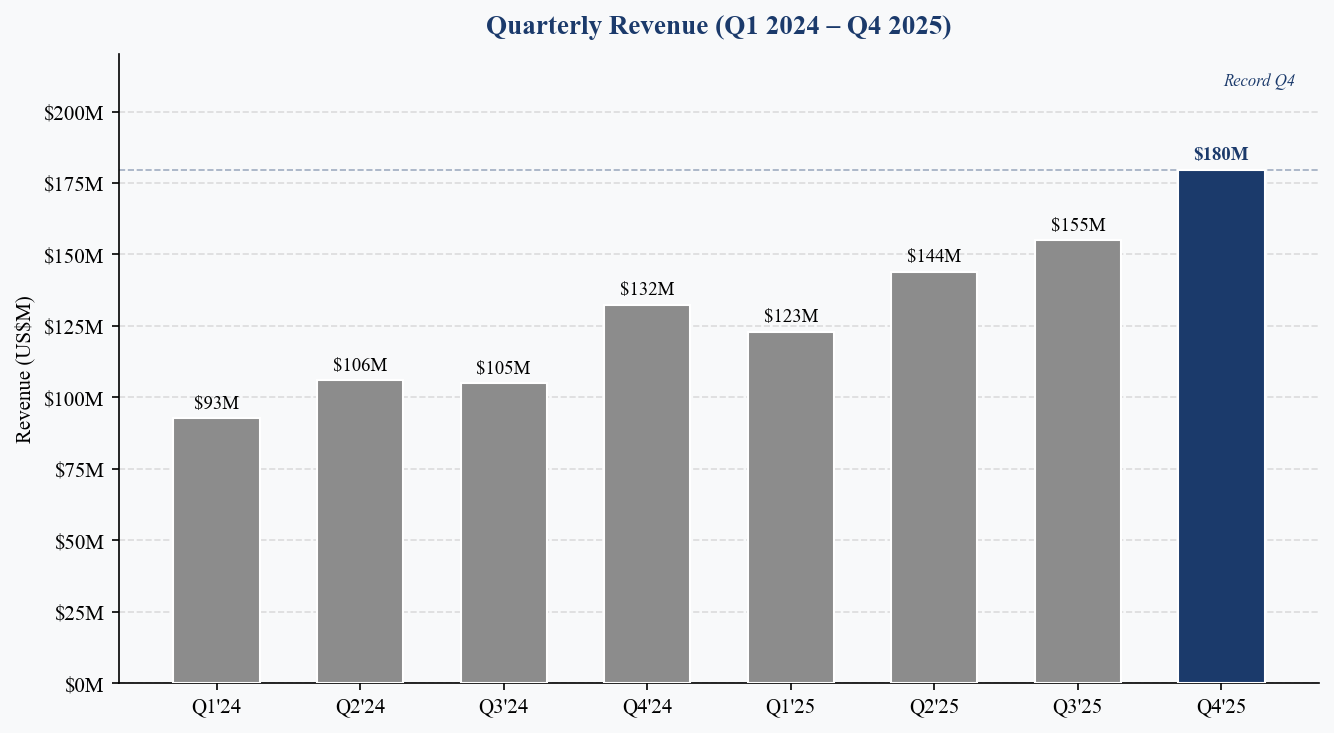 Quarterly Revenue (Q1 2024 – Q4 2025)
Record Q4
Revenue (US$M)
$200M
$175M
$150M
$125M
$100M
$75M
$50M
$25M
$0M
$93M
$106M
$105M
$132M
$123M
$144M
$155M
$180M
Q1'24
Q2'24
Q3'24
Q4'24
Q1'25
Q2'25
Q3'25
Q4'25